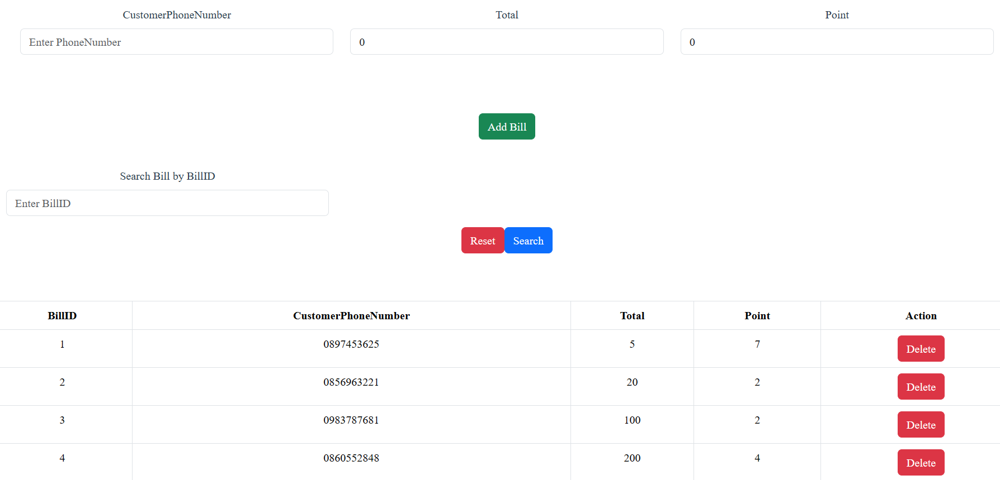 CustomerPhoneNumber Total Point
Enter PhoneNumber 0 0
Add Bill
Search Bill by BillID
Enter BillID
Reset Search
BillID CustomerPhoneNumber Total Point Action
1 0897453625 5 7 Delete
2 0856963221 20 2 Delete
3 0983787681 100 2 Delete
4 0860552848 200 4 Delete